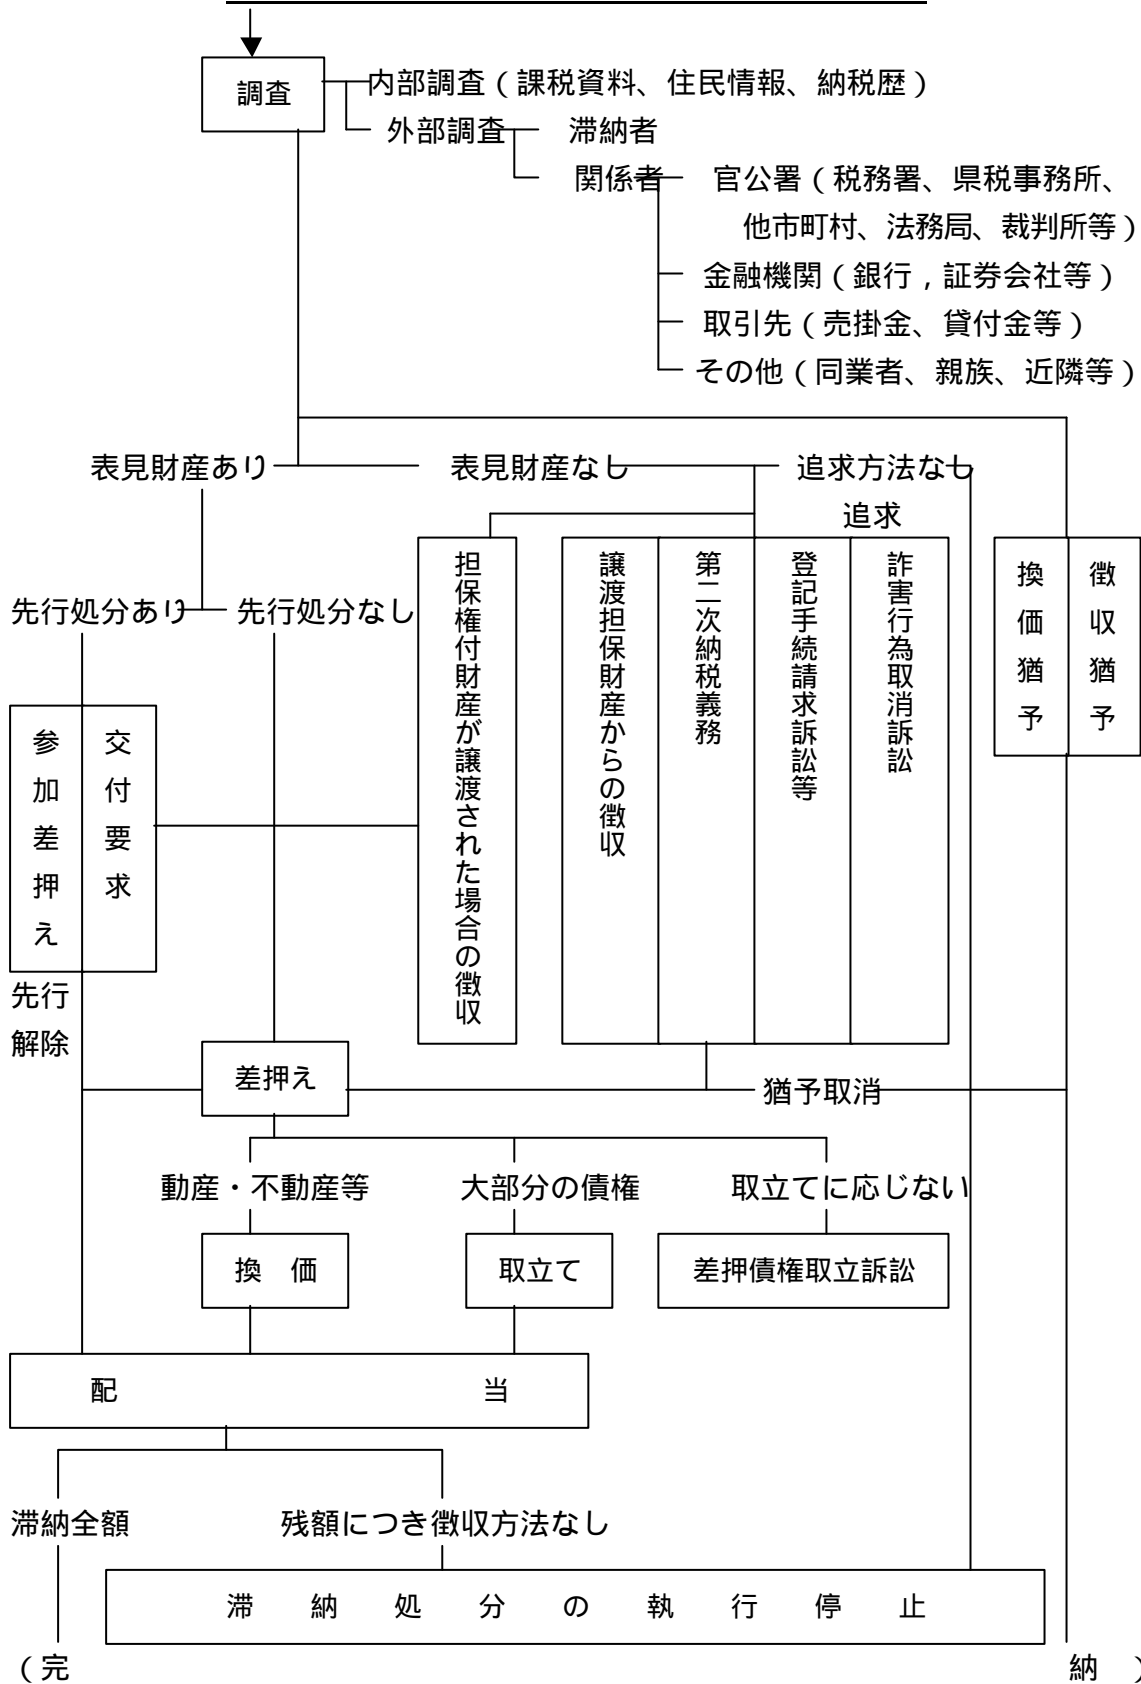 調査
内部調査（課税資料、住民情報、納税歴）
外部調査
滞納者
関係者
官公署（税務署、県税事務所、
他市町村、法務局、裁判所等）
金融機関（銀行，証券会社等）
取引先（売掛金、貸付金等）
その他（同業者、親族、近隣等）
表見財産あり
表見財産なし
追求方法なし
追求
先行処分あり
先行処分なし
担保権付財産が譲渡された場合の徴収
譲渡担保財産からの徴収
第二次納税義務
登記手続請求訴訟等
詐害行為取消訴訟
換価猶予
徴収猶予
参加差押え
交付要求
先行
解除
差押え
猶予取消
動産・不動産等
大部分の債権
取立てに応じない
換　価
取立て
差押債権取立訴訟
配　当
滞納全額
残額につき徴収方法なし
滞　納　処　分　の　執　行　停　止
（完　納　）